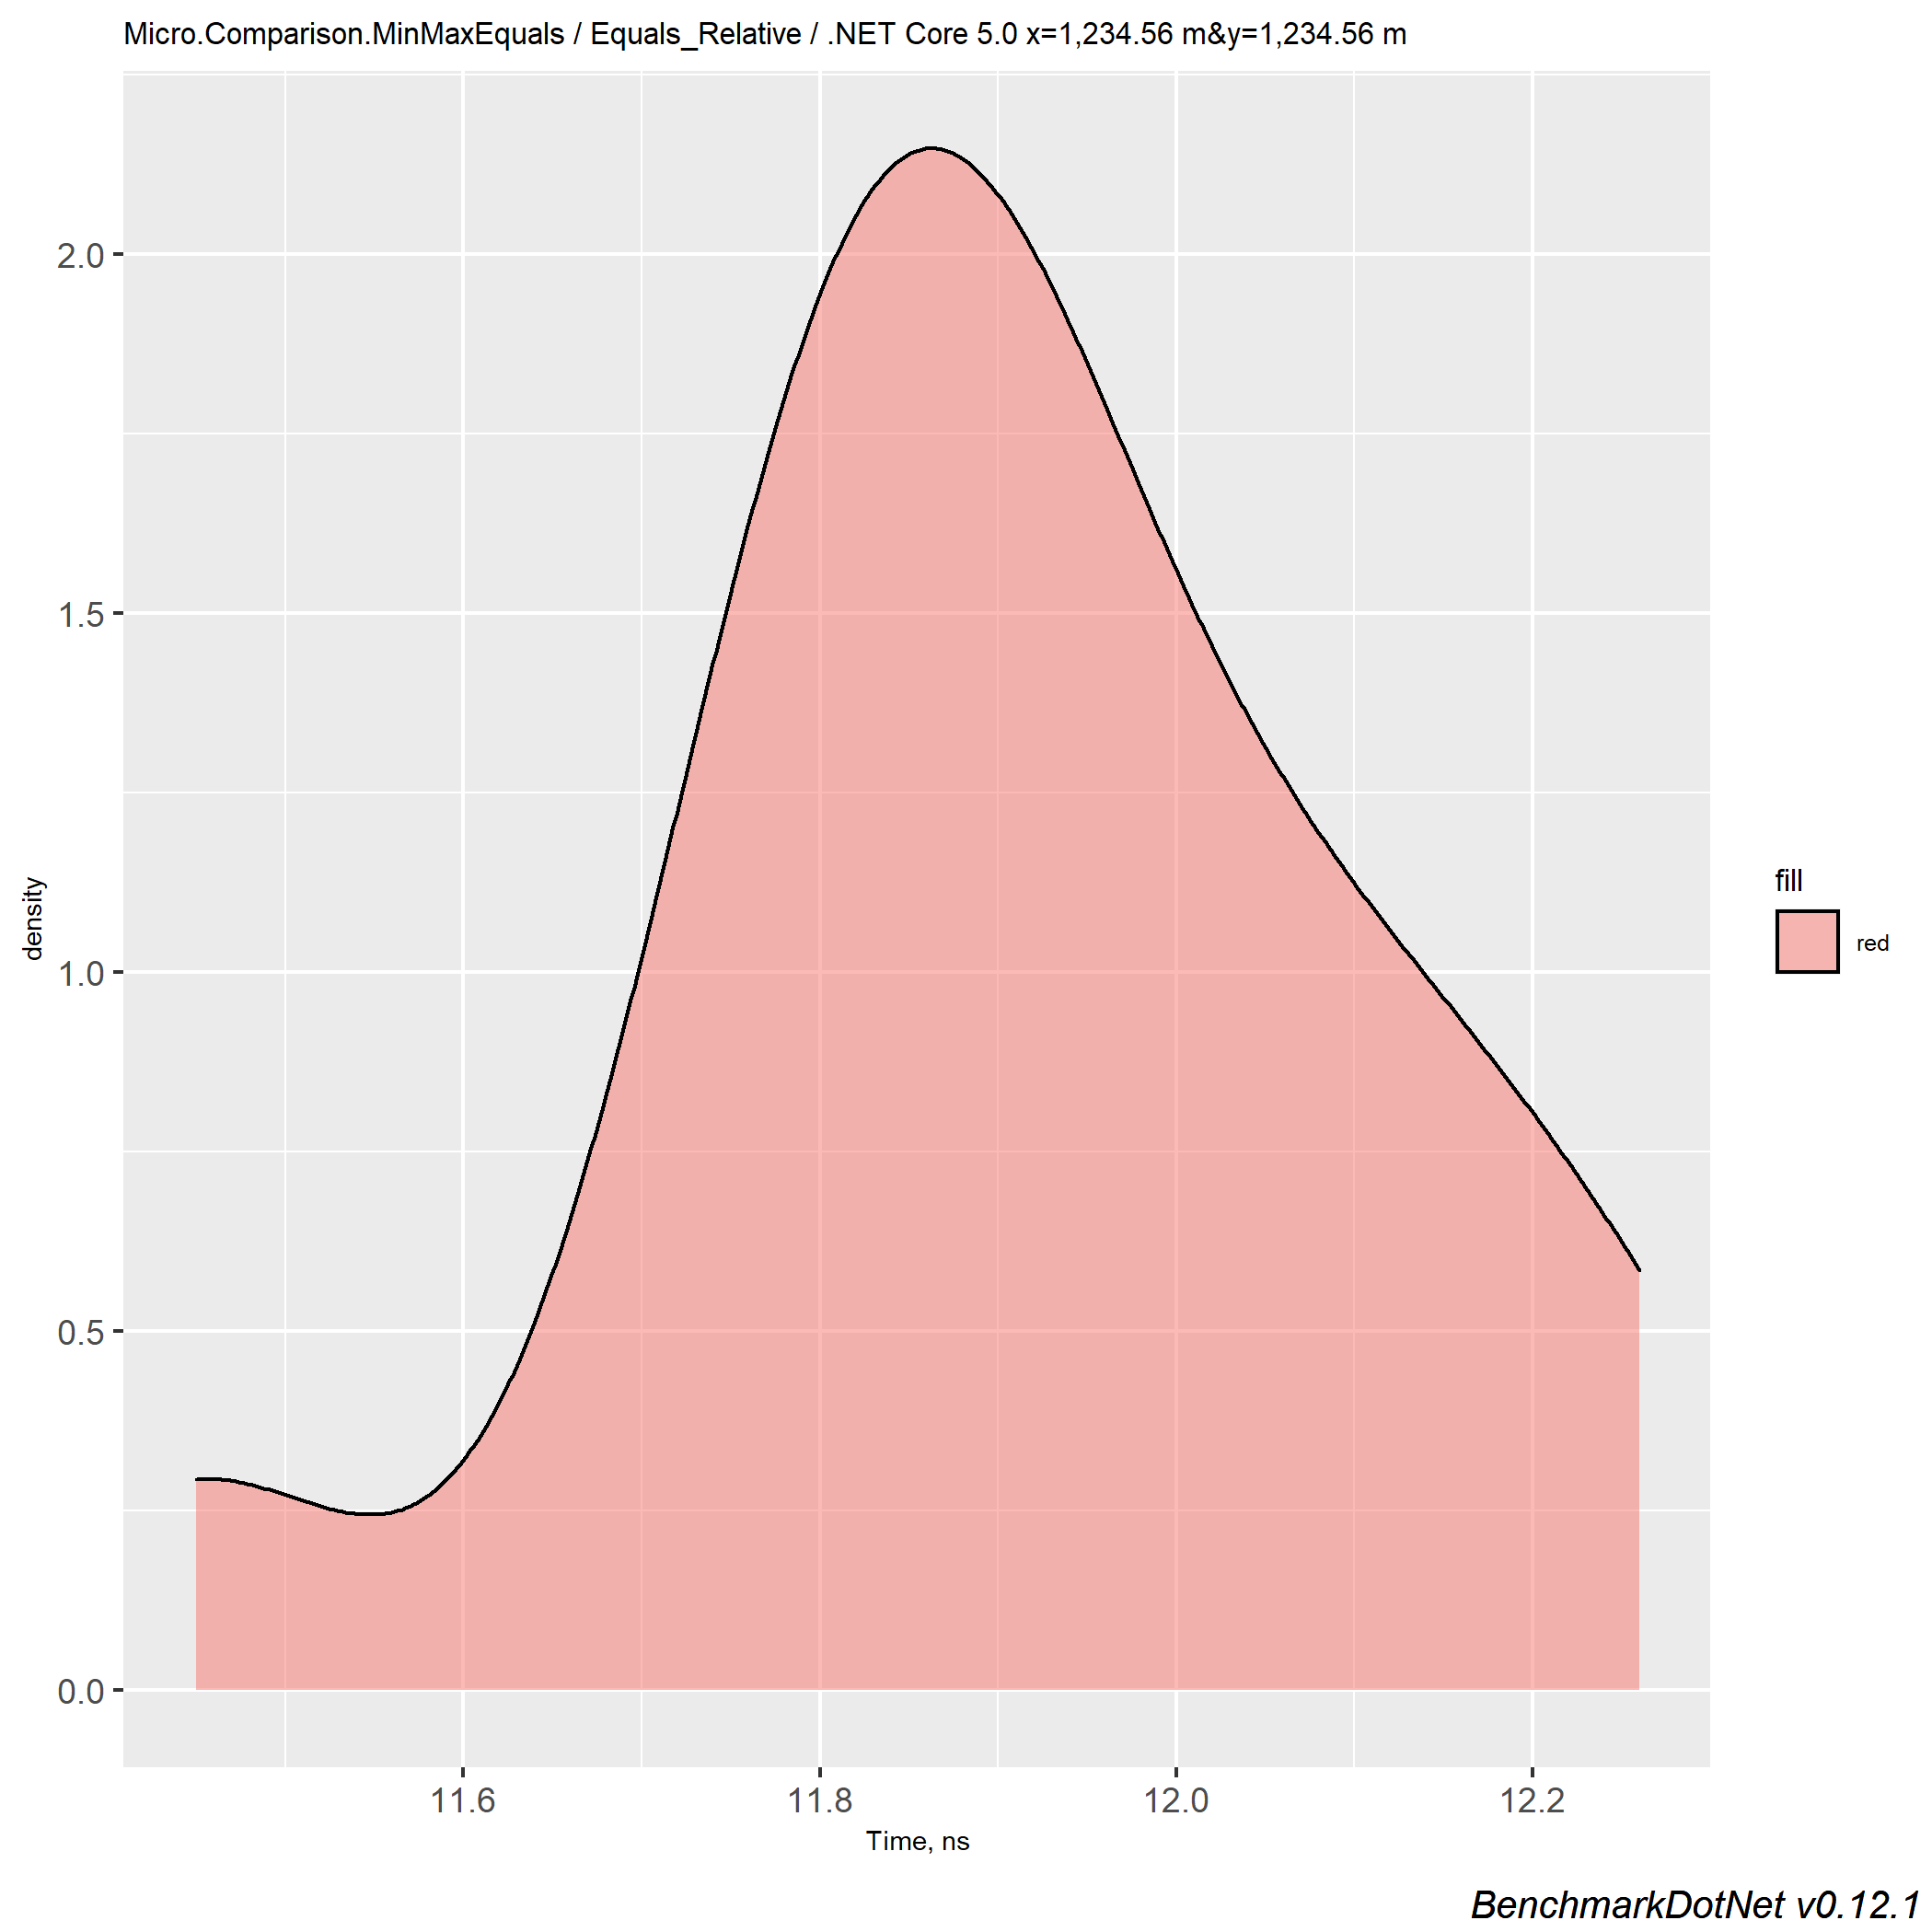 Micro.Comparison.MinMaxEquals / Equals_Relative / .NET Core 5.0 x=1,234.56 m&y=1,234.56 m
density
2.0
1.5
1.0
0.5
0.0
11.6
11.8
12.0
12.2
Time, ns
fill
red
BenchmarkDotNet v0.12.1